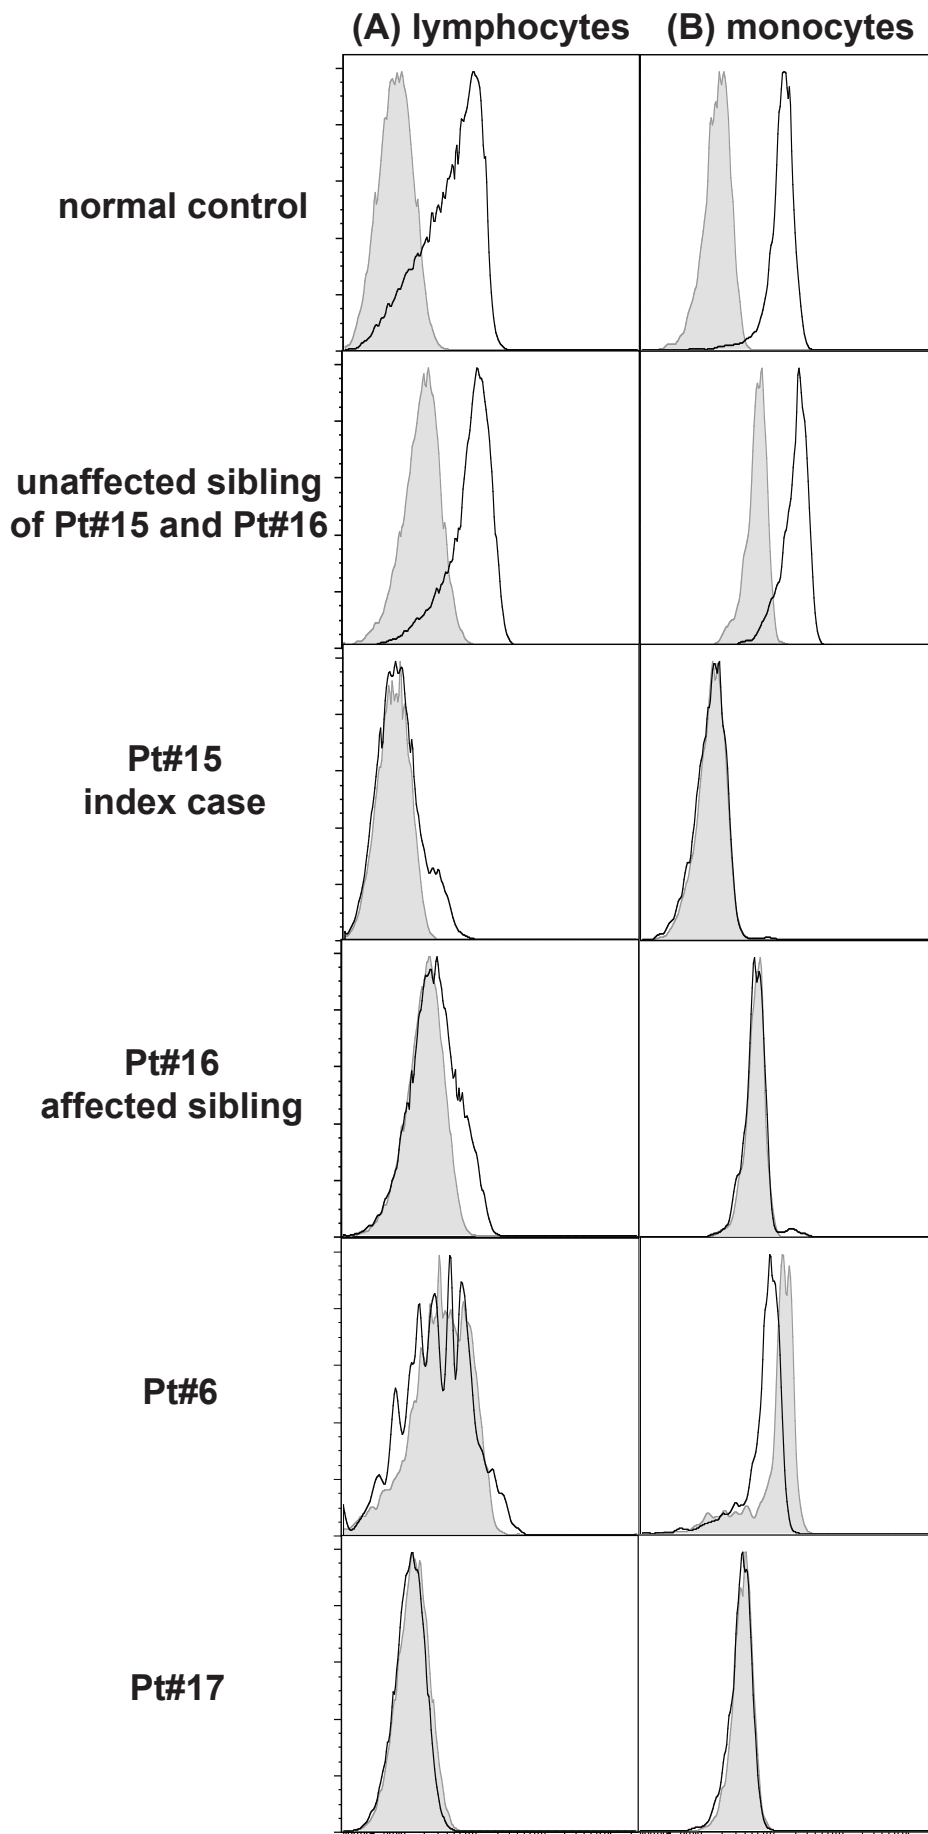 (A) lymphocytes (B) monocytes
normal control
unaffected sibling
of Pt#15 and Pt#16
Pt#15
index case
Pt#16
affected sibling
Pt#6
Pt#17